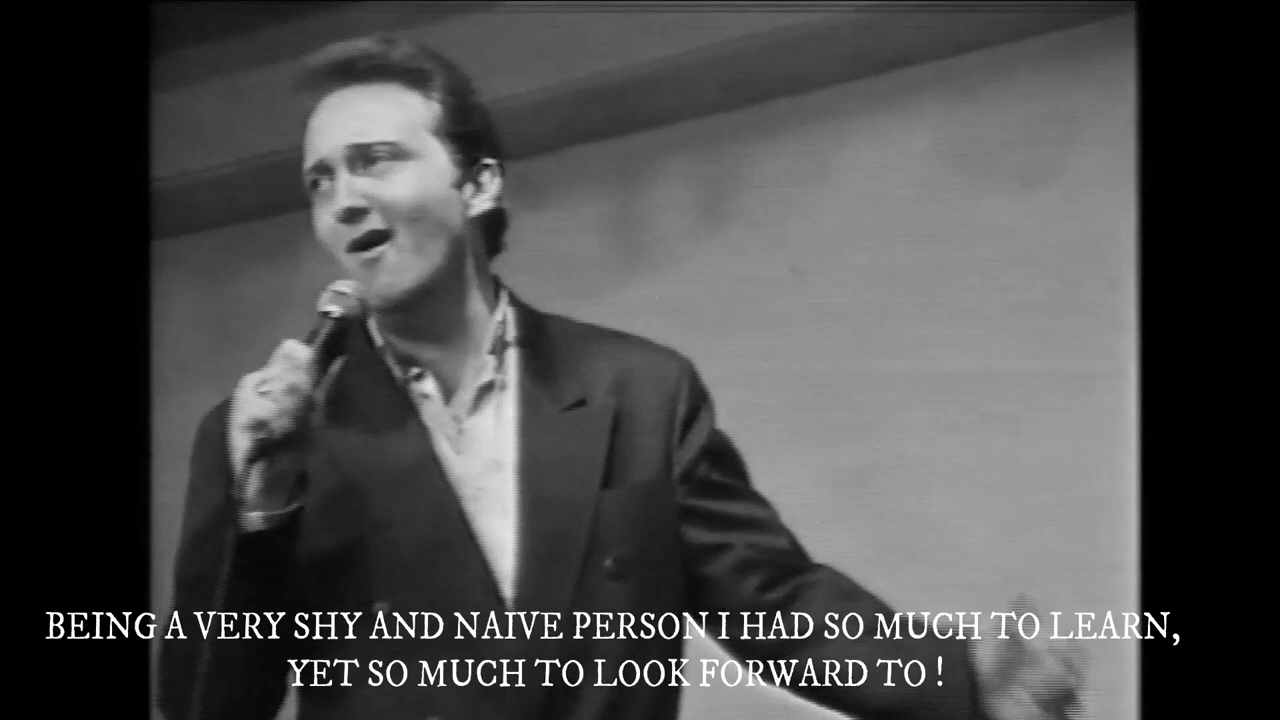 BEING A VERY SHY AND NAIVE PERSON I HAD SO MUCH TO LEARN,
YET SO MUCH TO LOOK FORWARD TO !